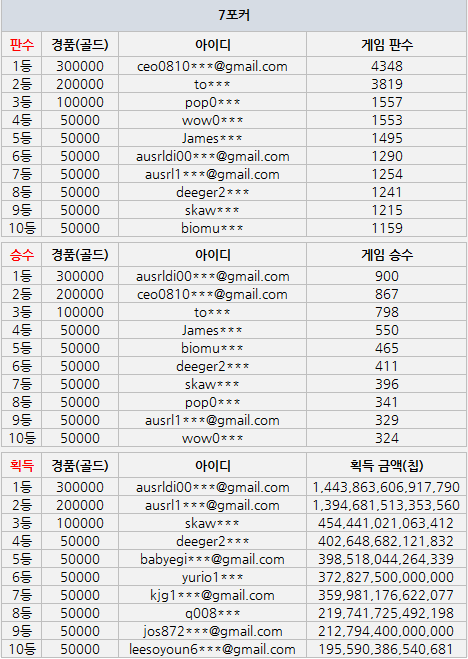 7포커
판수 경품(골드) 아이디 게임 판수
1등 300000 ceo0810***@gmail.com 4348
2등 200000 to*** 3819
3등 100000 pop0*** 1557
4등 50000 wow0*** 1553
5등 50000 James*** 1495
6등 50000 ausrldi00***@gmail.com 1290
7등 50000 ausrl1***@gmail.com 1254
8등 50000 deeger2*** 1241
9등 50000 skaw*** 1215
10등 50000 biomu*** 1159
승수 경품(골드) 아이디 게임 승수
1등 300000 ausrldi00***@gmail.com 900
2등 200000 ceo0810***@gmail.com 867
3등 100000 to*** 798
4등 50000 James*** 550
5등 50000 biomu*** 465
6등 50000 deeger2*** 411
7등 50000 skaw*** 396
8등 50000 pop0*** 341
9등 50000 ausrl1***@gmail.com 329
10등 50000 wow0*** 324
획득 경품(골드) 아이디 획득 금액(칩)
1등 300000 ausrldi00***@gmail.com 1,443,863,606,917,790
2등 200000 ausrl1***@gmail.com 1,394,681,513,353,560
3등 100000 skaw*** 454,441,021,063,412
4등 50000 deeger2*** 402,648,682,121,832
5등 50000 babyegi***@gmail.com 398,518,044,264,339
6등 50000 yurio1*** 372,827,500,000,000
7등 50000 kjg1***@gmail.com 359,981,176,622,077
8등 50000 q008*** 219,741,725,492,198
9등 50000 jos872***@gmail.com 212,794,400,000,000
10등 50000 leesoyoun6***@gmail.com 195,590,386,540,681